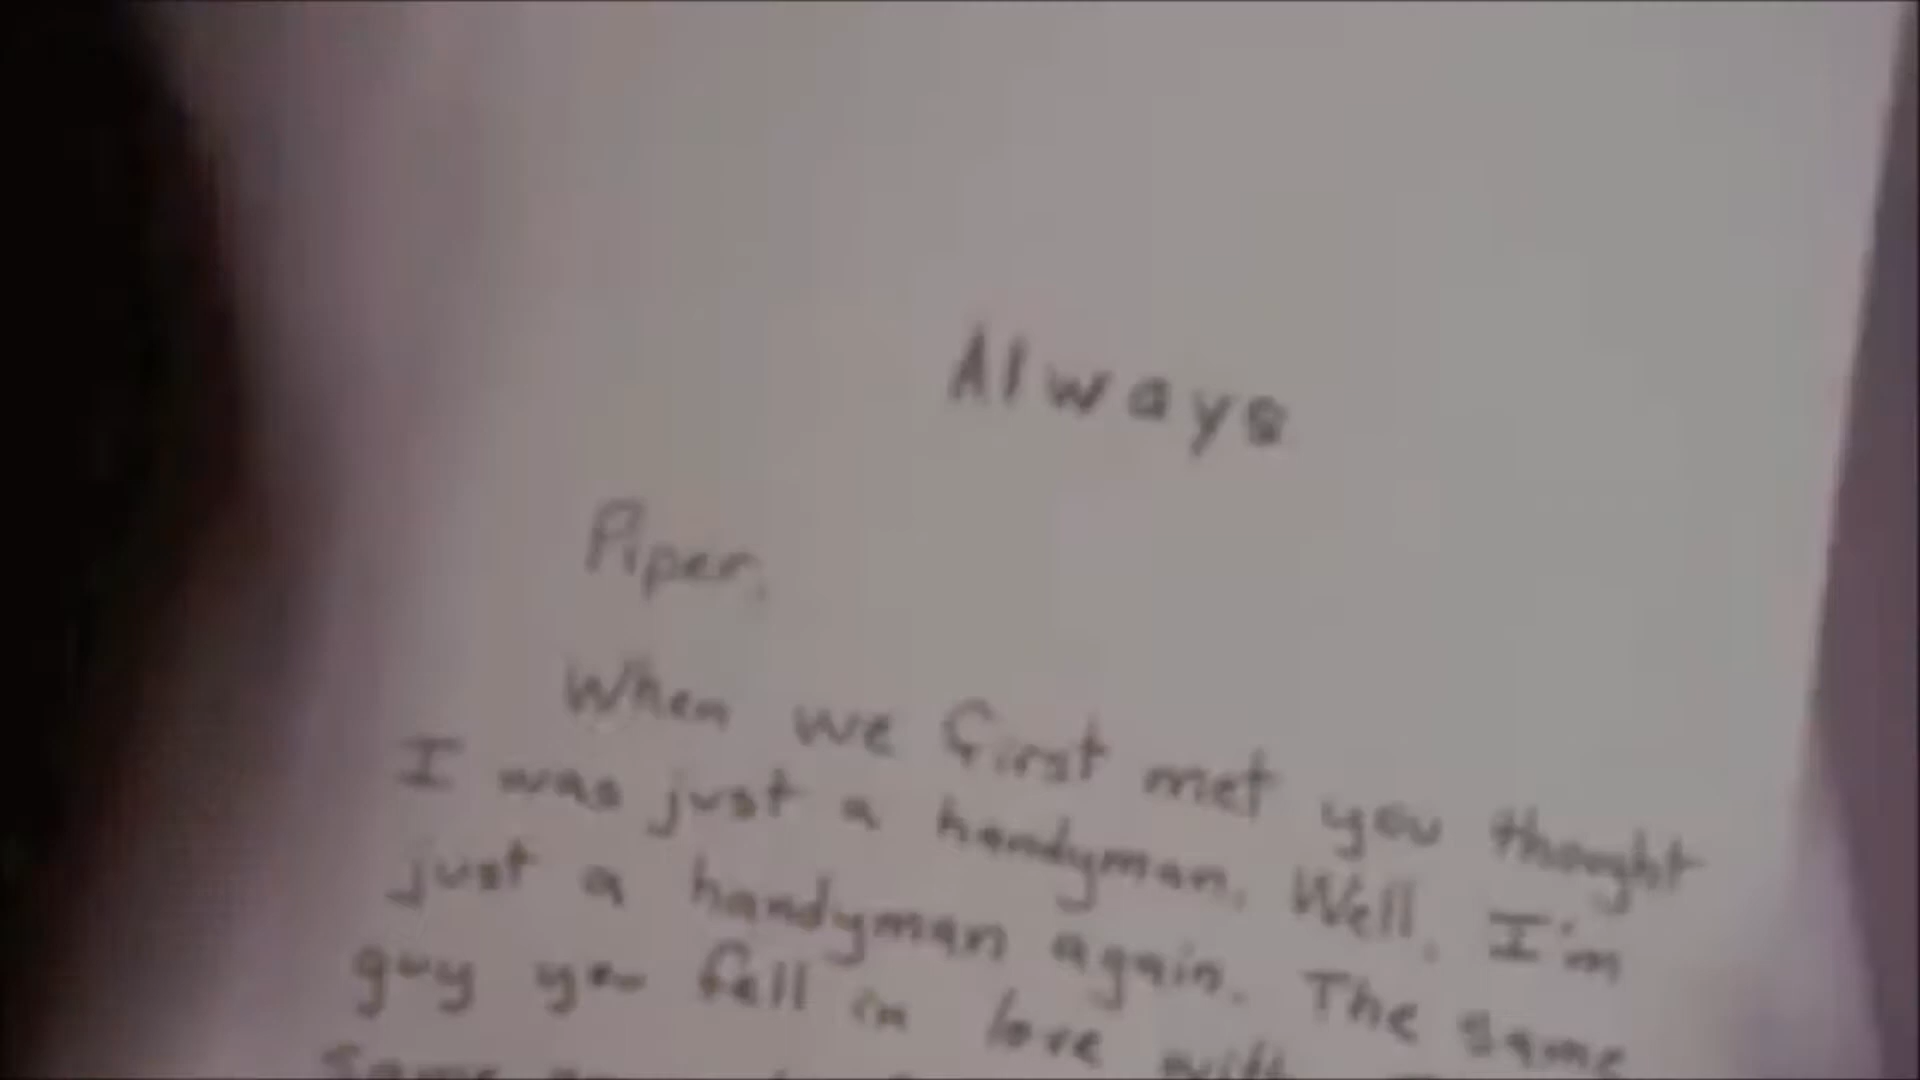 Always
Piper,
When we first met you thought
I was just a handyman. Well, I'm
just a handyman again. The same
guy you fell in love with
same